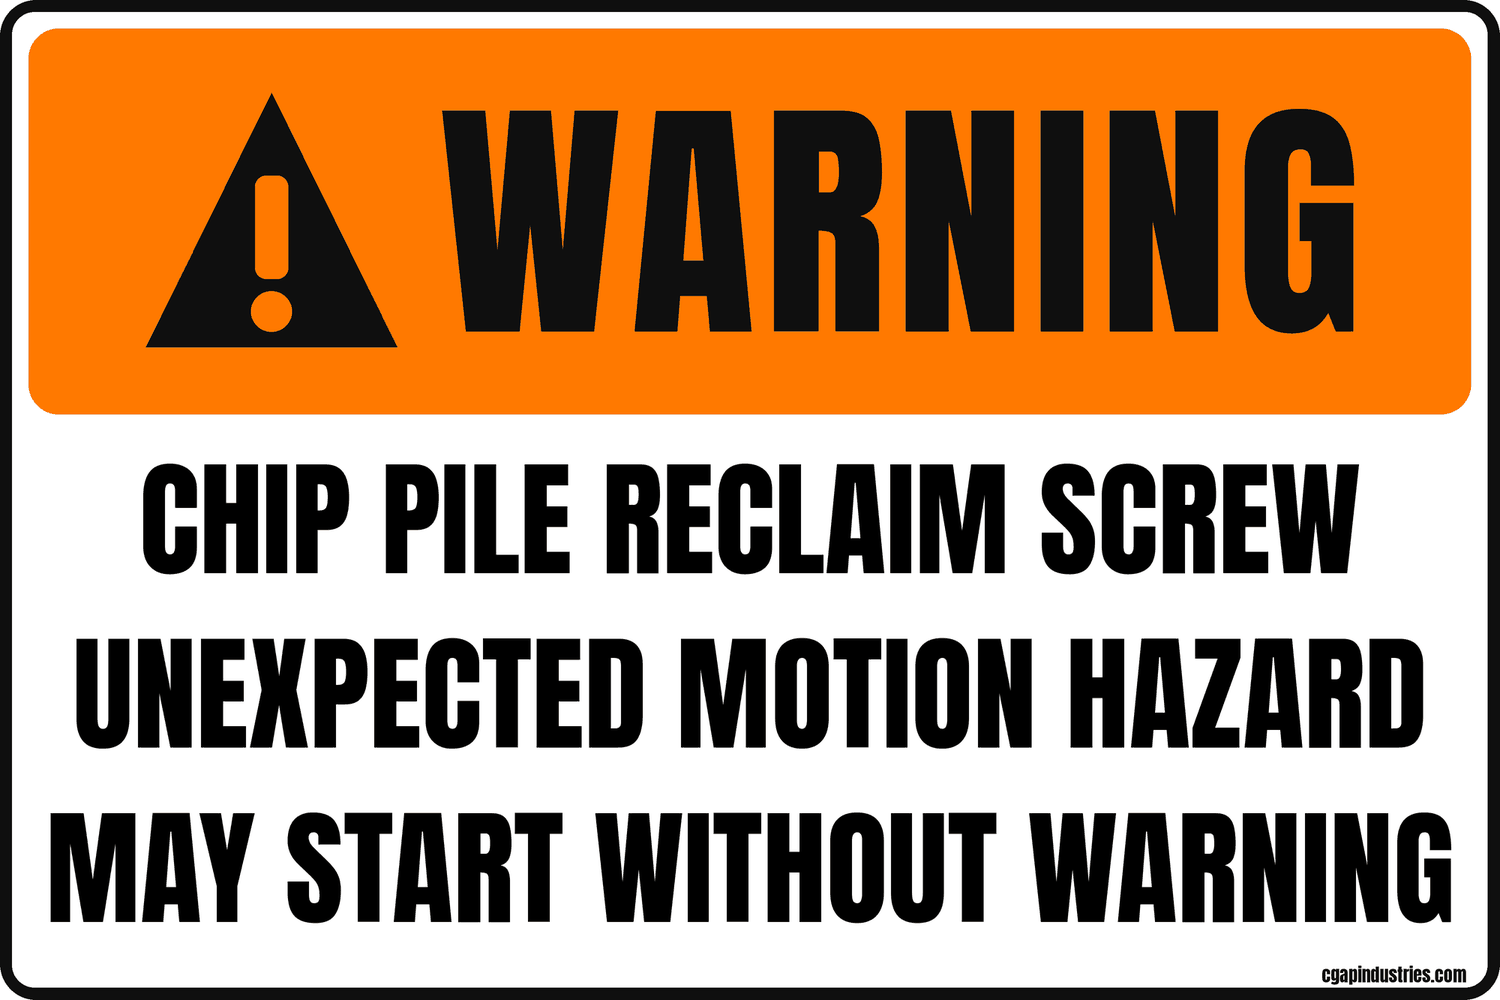 WARNING
CHIP PILE RECLAIM SCREW
UNEXPECTED MOTION HAZARD
MAY START WITHOUT WARNING
cgapindustries.com